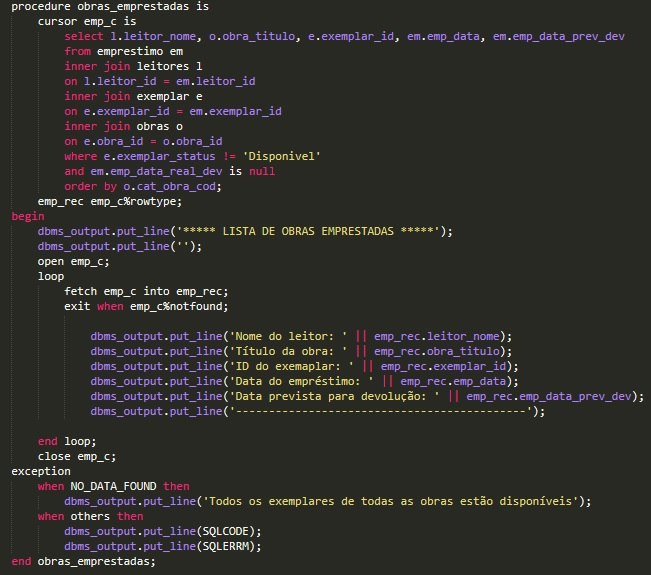 procedure obras_emprestadas is
    cursor emp_c is
        select l.leitor_nome, o.obra_titulo, e.exemplar_id, em.emp_data, em.emp_data_prev_dev
        from emprestimo em
        inner join leitores l
        on l.leitor_id = em.leitor_id
        inner join exemplar e
        on e.exemplar_id = em.exemplar_id
        inner join obras o
        on e.obra_id = o.obra_id
        where e.exemplar_status != 'Disponivel'
        and em.emp_data_real_dev is null
        order by o.cat_obra_cod;
    emp_rec emp_c%rowtype;
begin
    dbms_output.put_line('***** LISTA DE OBRAS EMPRESTADAS *****');
    dbms_output.put_line('');
    open emp_c;
    loop
        fetch emp_c into emp_rec;
        exit when emp_c%notfound;
            dbms_output.put_line('Nome do leitor: ' || emp_rec.leitor_nome);
            dbms_output.put_line('Título da obra: ' || emp_rec.obra_titulo);
            dbms_output.put_line('ID do exemaplar: ' || emp_rec.exemplar_id);
            dbms_output.put_line('Data do empréstimo: ' || emp_rec.emp_data);
            dbms_output.put_line('Data prevista para devolução: ' || emp_rec.emp_data_prev_dev);
            dbms_output.put_line('--------------------------------------------');
    end loop;
    close emp_c;
exception
    when NO_DATA_FOUND then
        dbms_output.put_line('Todos os exemplares de todas as obras estão disponíveis');
    when others then
        dbms_output.put_line(SQLCODE);
        dbms_output.put_line(SQLERRM);
end obras_emprestadas;